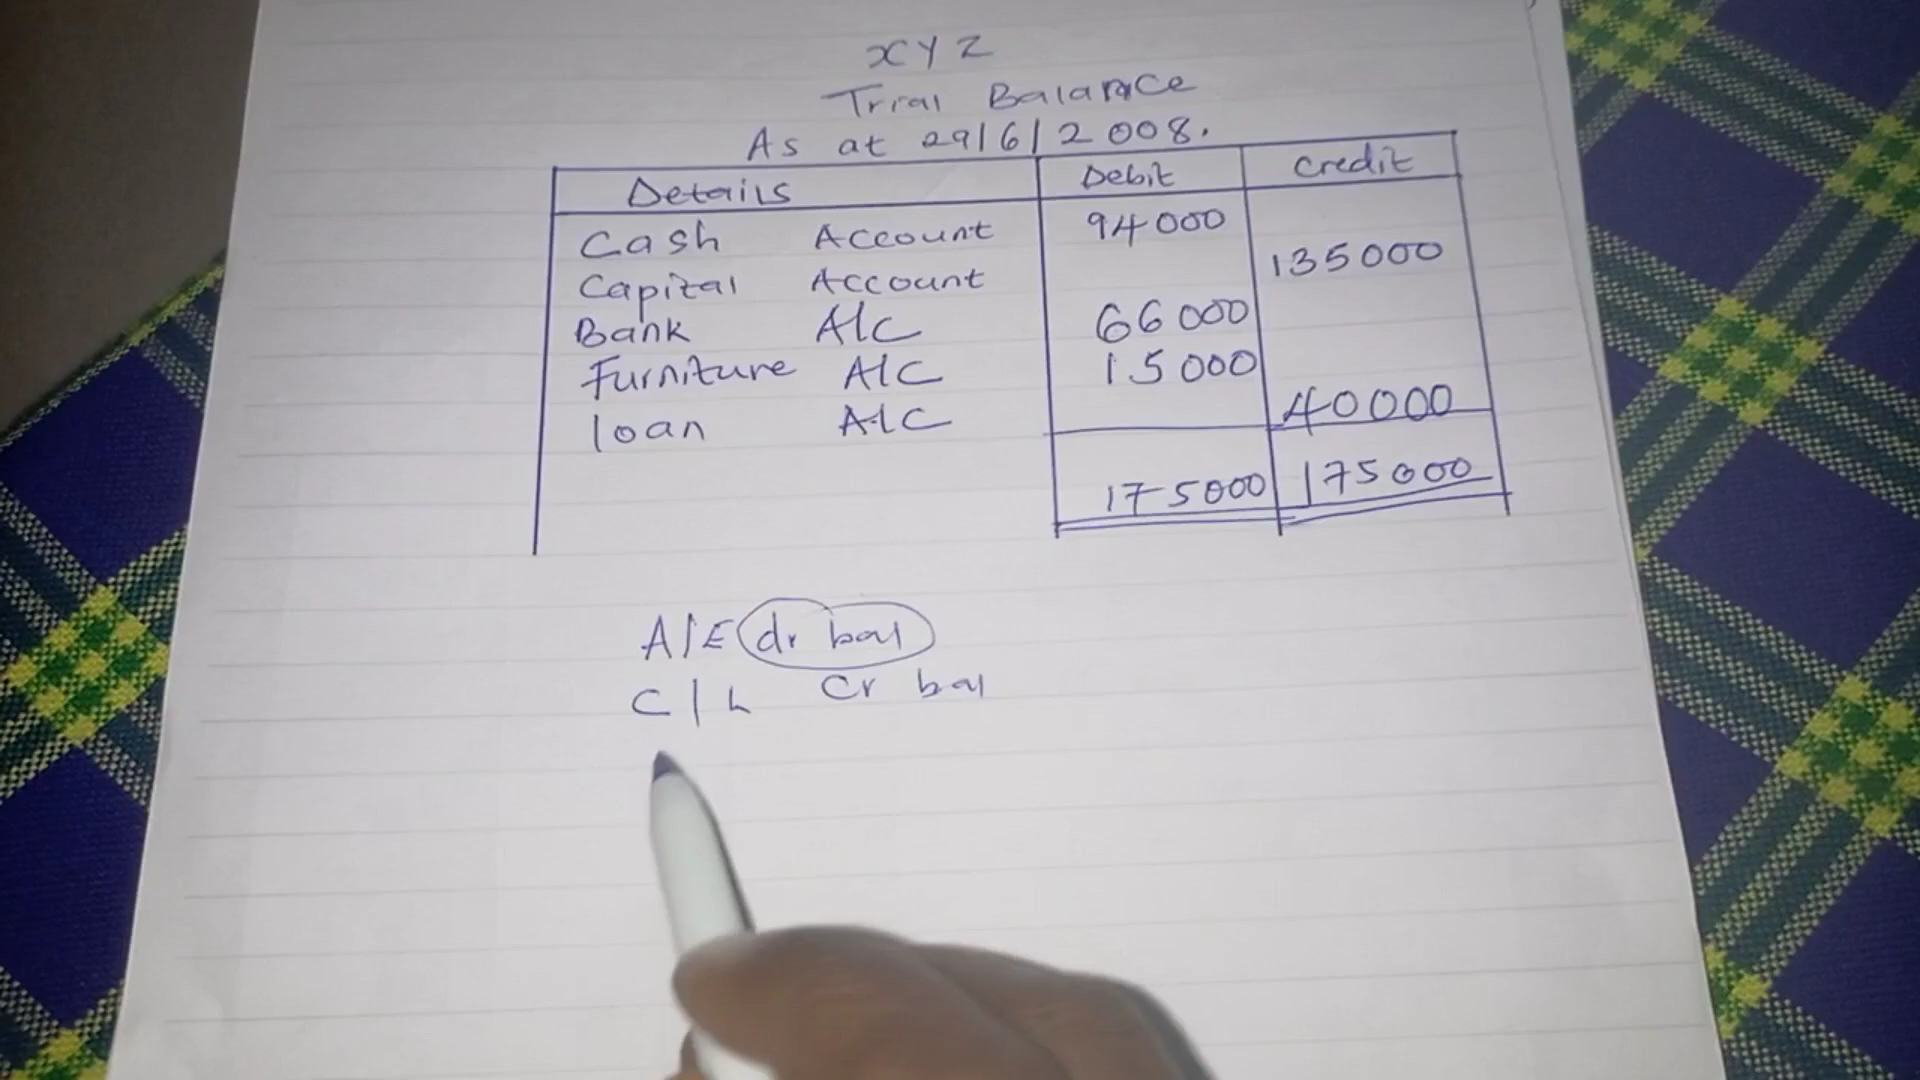 XYZ
Trial Balance
As at 29/6/2008.
Details Debit Credit
Cash Account 94000
Capital Account 135000
Bank A/C 66000
Furniture A/C 15000
loan A/C 40000
175000 175000
A/E dr bal
C/L Cr bal